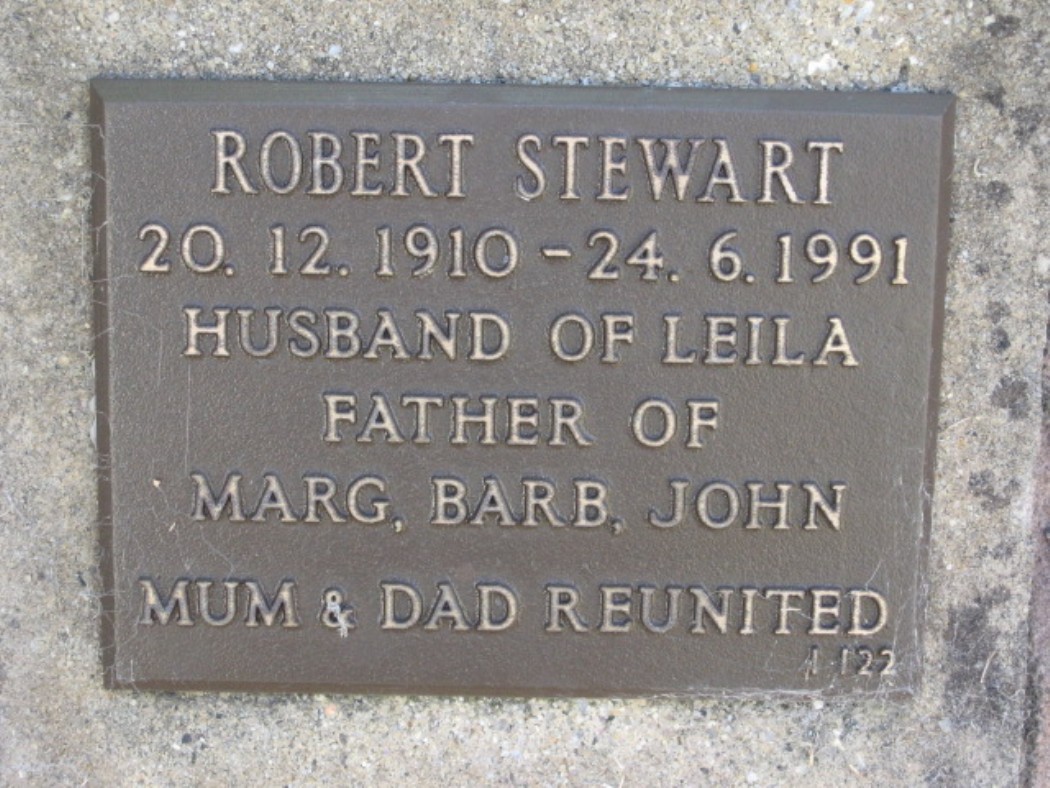 ROBERT STEWART
20. 12. 1910 – 24. 6. 1991
HUSBAND OF LEILA
FATHER OF
MARG, BARB, JOHN
MUM & DAD REUNITED
1 122